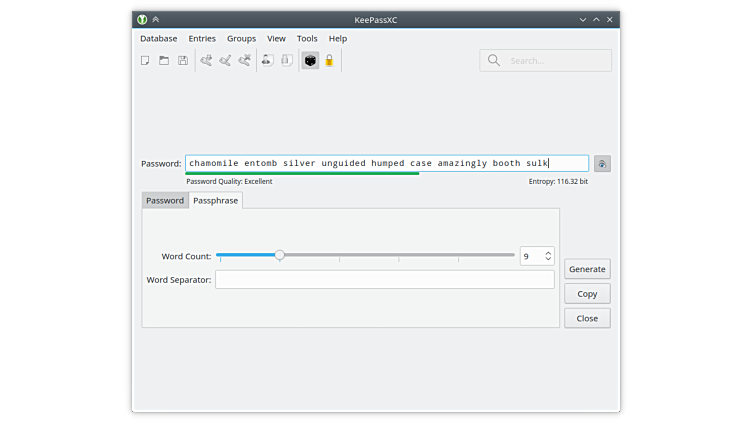 KeePassXC
Database Entries Groups View Tools Help
Search...
Password: chamomile entomb silver unguided humped case amazingly booth sulk
Password Quality: Excellent Entropy: 116.32 bit
Password Passphrase
Word Count: 9
Word Separator:
Generate
Copy
Close